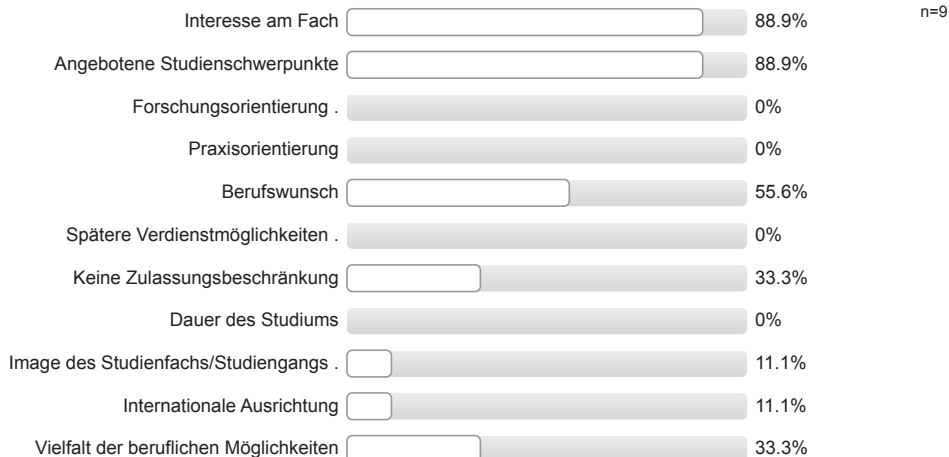 n=9
Interesse am Fach 88.9%
Angebotene Studienschwerpunkte 88.9%
Forschungsorientierung . 0%
Praxisorientierung 0%
Berufswunsch 55.6%
Spätere Verdienstmöglichkeiten . 0%
Keine Zulassungsbeschränkung 33.3%
Dauer des Studiums 0%
Image des Studienfachs/Studiengangs . 11.1%
Internationale Ausrichtung 11.1%
Vielfalt der beruflichen Möglichkeiten 33.3%